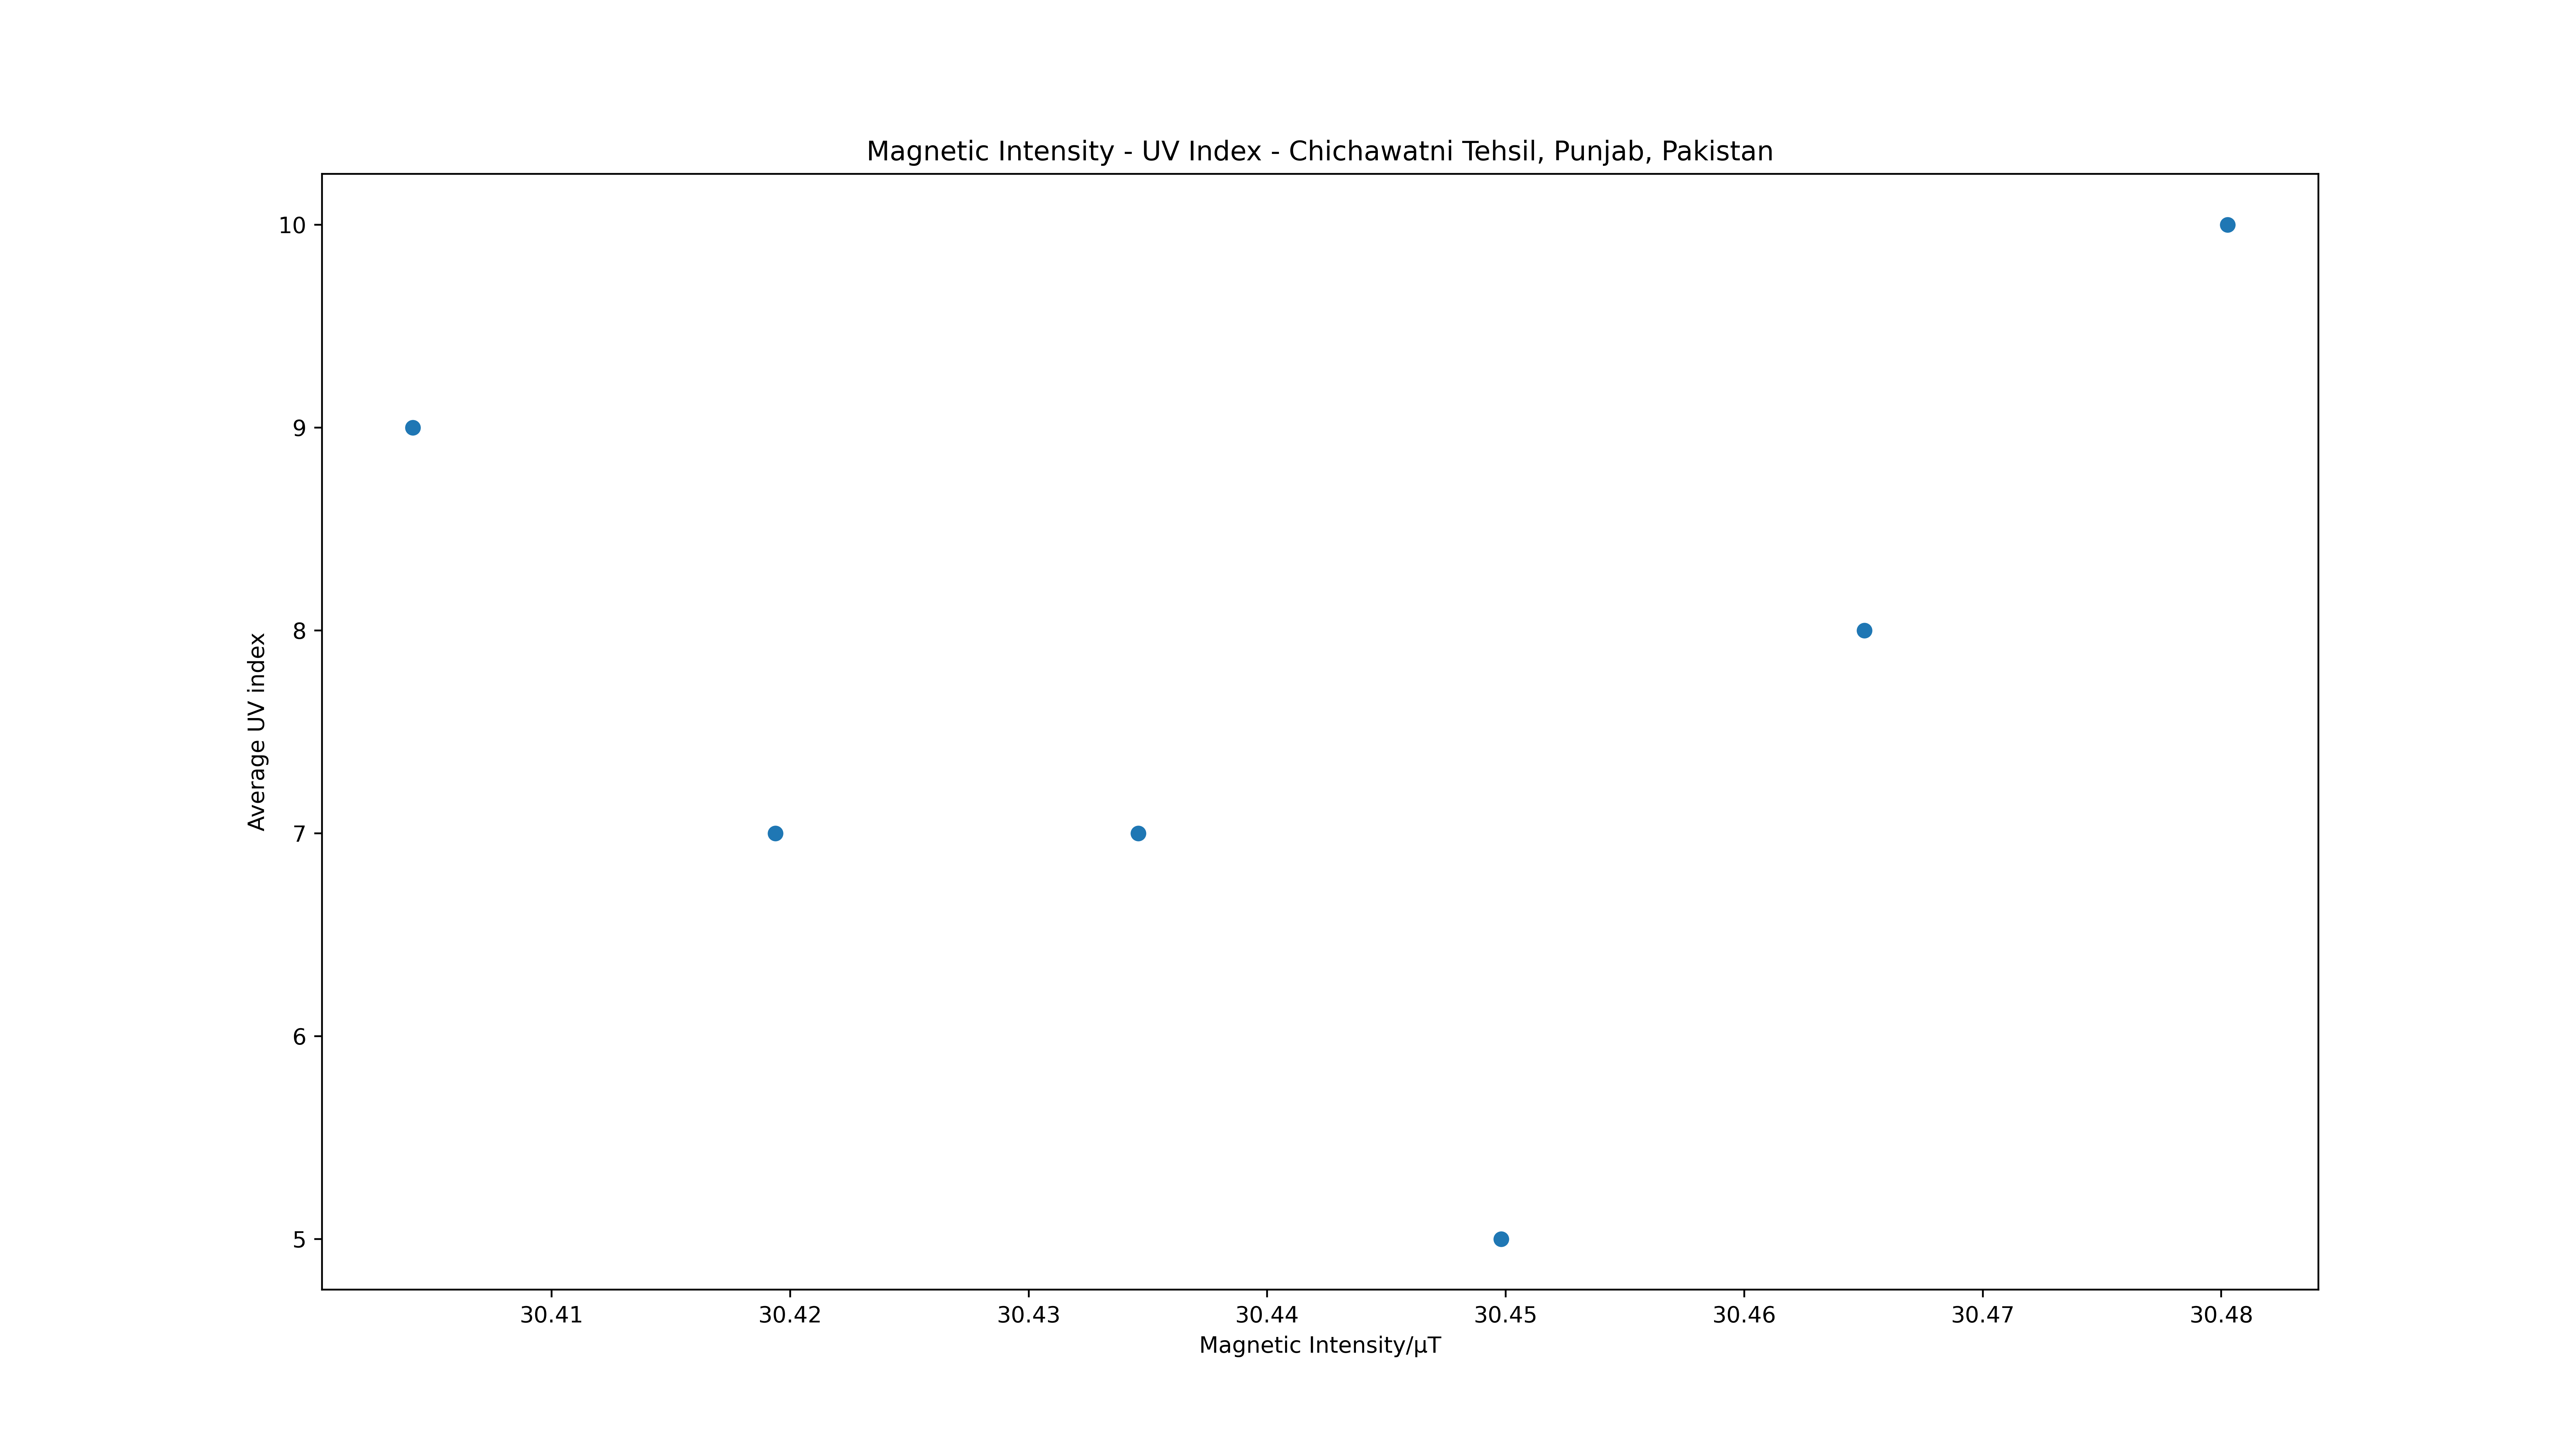 Magnetic Intensity - UV Index - Chichawatni Tehsil, Punjab, Pakistan
Average UV index
10
9
8
7
6
5
30.41 30.42 30.43 30.44 30.45 30.46 30.47 30.48
Magnetic Intensity/µT